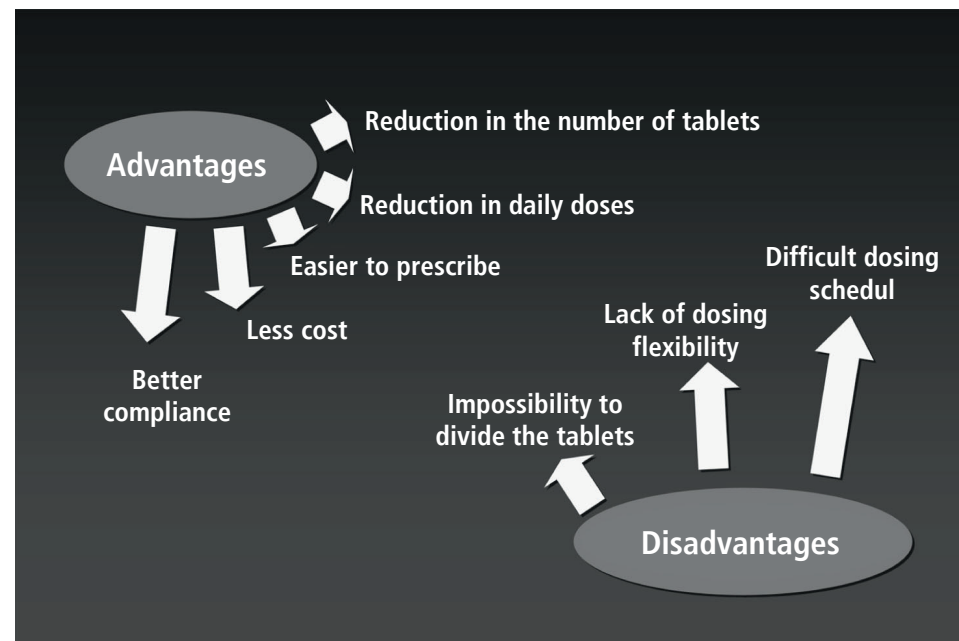 Advantages
Reduction in the number of tablets
Reduction in daily doses
Easier to prescribe
Less cost
Better
compliance
Difficult dosing
schedul
Lack of dosing
flexibility
Impossibility to
divide the tablets
Disadvantages